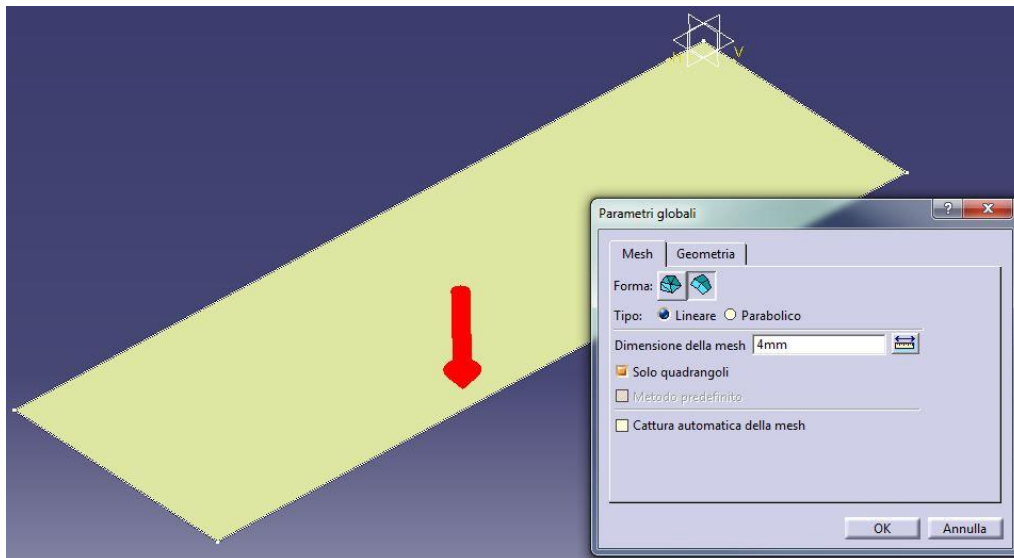 H
V
Parametri globali
?
X
Mesh Geometria
Forma:
Tipo: Lineare Parabolico
Dimensione della mesh 4mm
Solo quadrangoli
Metodo predefinito
Cattura automatica della mesh
OK Annulla